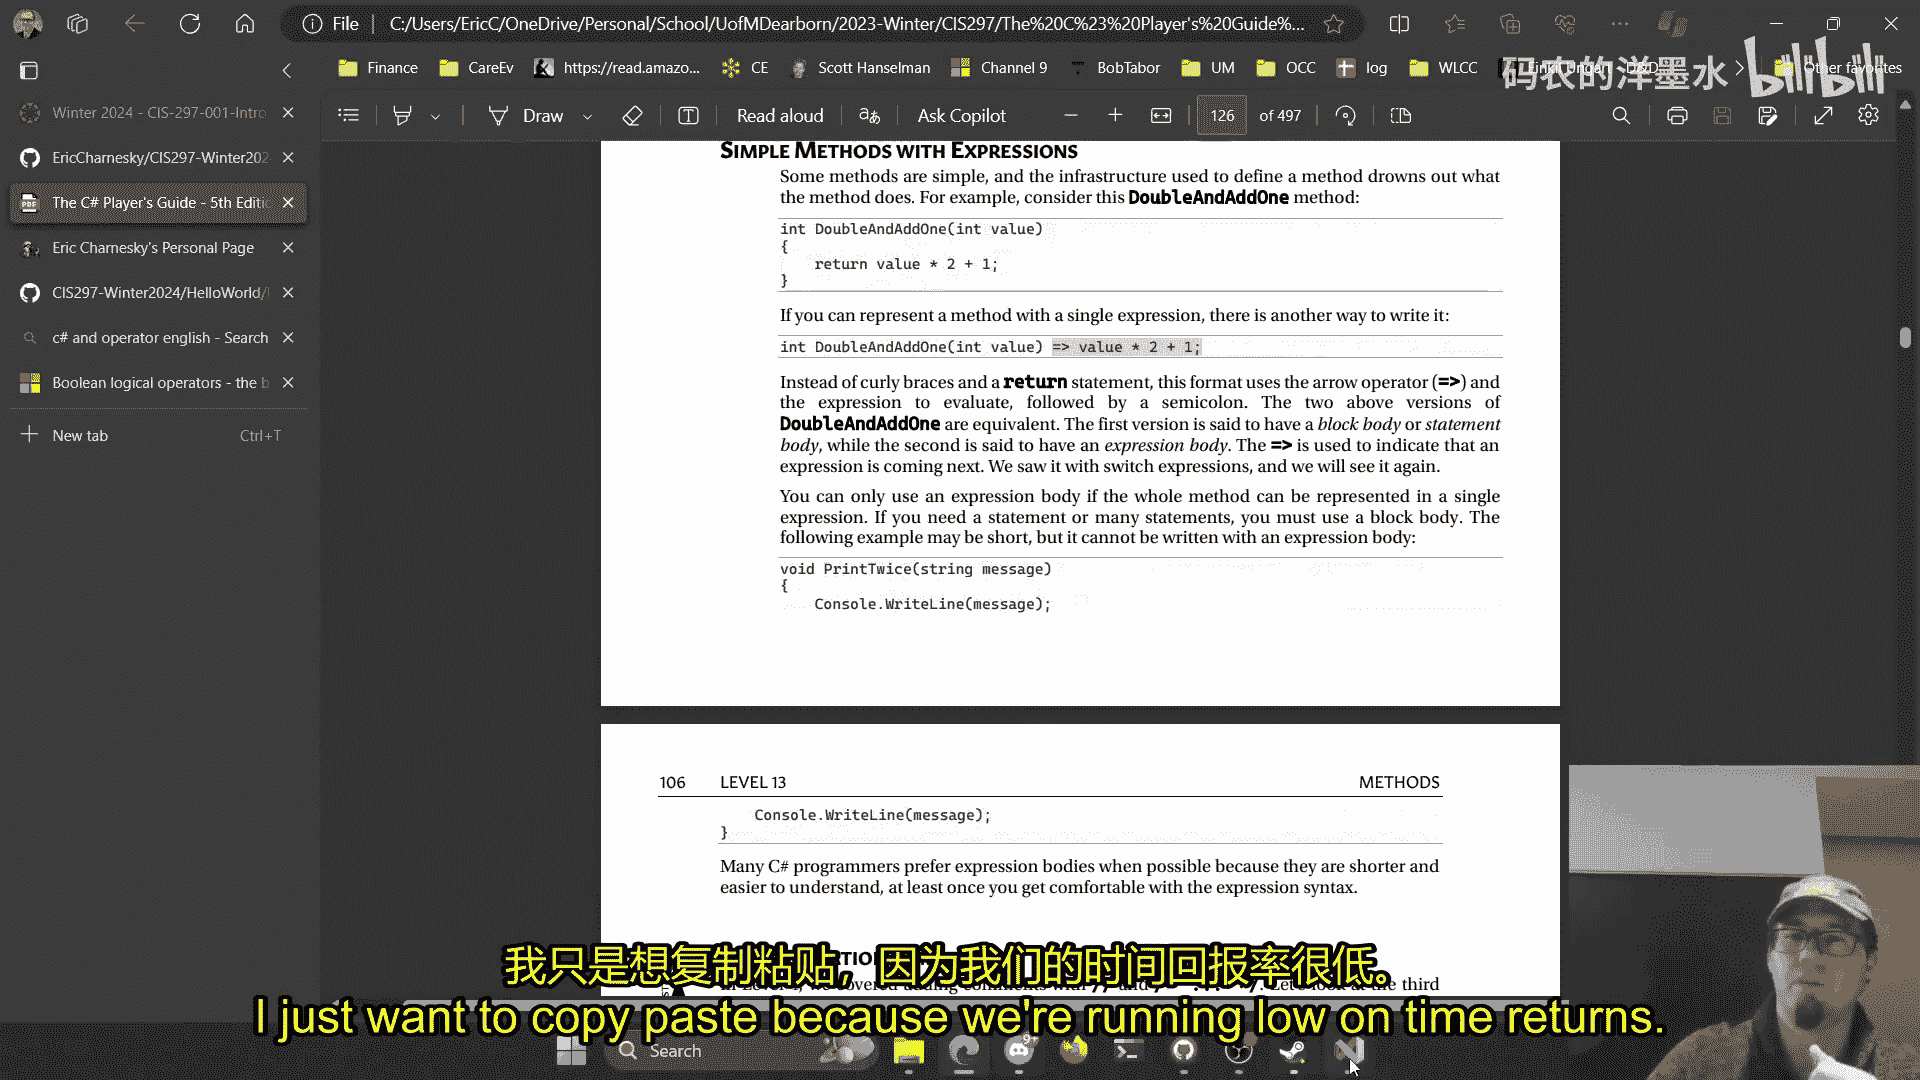 File
C:/Users/EricC/OneDrive/Personal/School/UofMDearborn/2023-Winter/CIS297/The%20C%23%20Player's%20Guide%...
Finance
CareEv
https://read.amazo...
CE
Scott Hanselman
Channel 9
BobTabor
UM
OCC
log
WLCC
Other favorites
码农的洋墨水
bilibili
Winter 2024 - CIS-297-001-Intro
EricCharnesky/CIS297-Winter202
The C# Player's Guide - 5th Editi
Eric Charnesky's Personal Page
CIS297-Winter2024/HelloWorld/
c# and operator english - Search
Boolean logical operators - the b
New tab Ctrl+T
Draw
Read aloud
Ask Copilot
126 of 497
SIMPLE METHODS WITH EXPRESSIONS
Some methods are simple, and the infrastructure used to define a method drowns out what
the method does. For example, consider this DoubleAndAddOne method:
int DoubleAndAddOne(int value)
{
return value * 2 + 1;
}
If you can represent a method with a single expression, there is another way to write it:
int DoubleAndAddOne(int value) => value * 2 + 1;
Instead of curly braces and a return statement, this format uses the arrow operator (=>) and
the expression to evaluate, followed by a semicolon. The two above versions of
DoubleAndAddOne are equivalent. The first version is said to have a block body or statement
body, while the second is said to have an expression body. The => is used to indicate that an
expression is coming next. We saw it with switch expressions, and we will see it again.
You can only use an expression body if the whole method can be represented in a single
expression. If you need a statement or many statements, you must use a block body. The
following example may be short, but it cannot be written with an expression body:
void PrintTwice(string message)
{
Console.WriteLine(message);
106 LEVEL 13 METHODS
Console.WriteLine(message);
}
Many C# programmers prefer expression bodies when possible because they are shorter and
easier to understand, at least once you get comfortable with the expression syntax.
我只是想复制粘贴，因为我们的时间回报率很低。
I just want to copy paste because we're running low on time returns.
Search